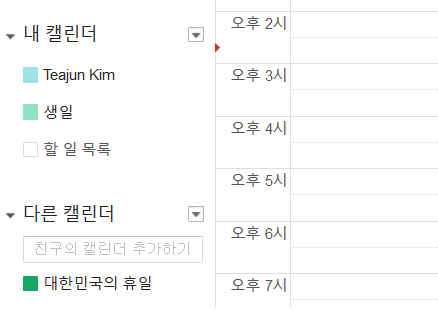 내 캘린더
Teajun Kim
생일
할 일 목록
다른 캘린더
친구의 캘린더 추가하기
대한민국의 휴일
오후 2시
오후 3시
오후 4시
오후 5시
오후 6시
오후 7시